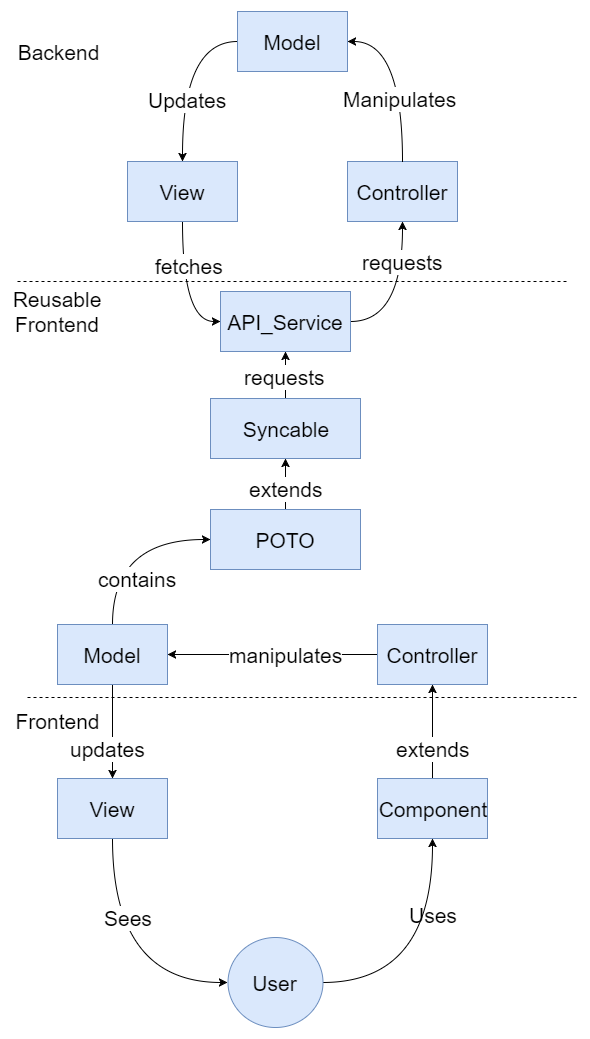 Model
Backend
Updates
Manipulates
View
Controller
fetches
requests
Reusable
Frontend
API_Service
requests
Syncable
extends
POTO
contains
Model
manipulates
Controller
Frontend
updates
extends
View
Component
Sees
Uses
User